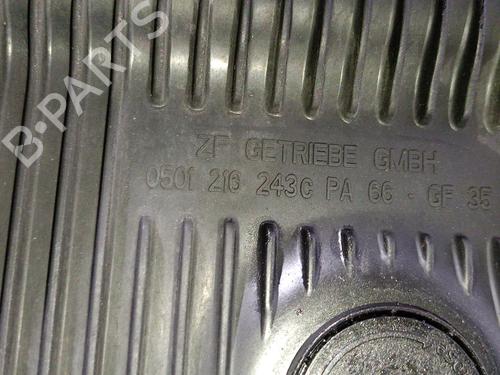 B-PARTS
ZF GETRIEBE GMBH
0501 216 243C PA 66 - GF 35